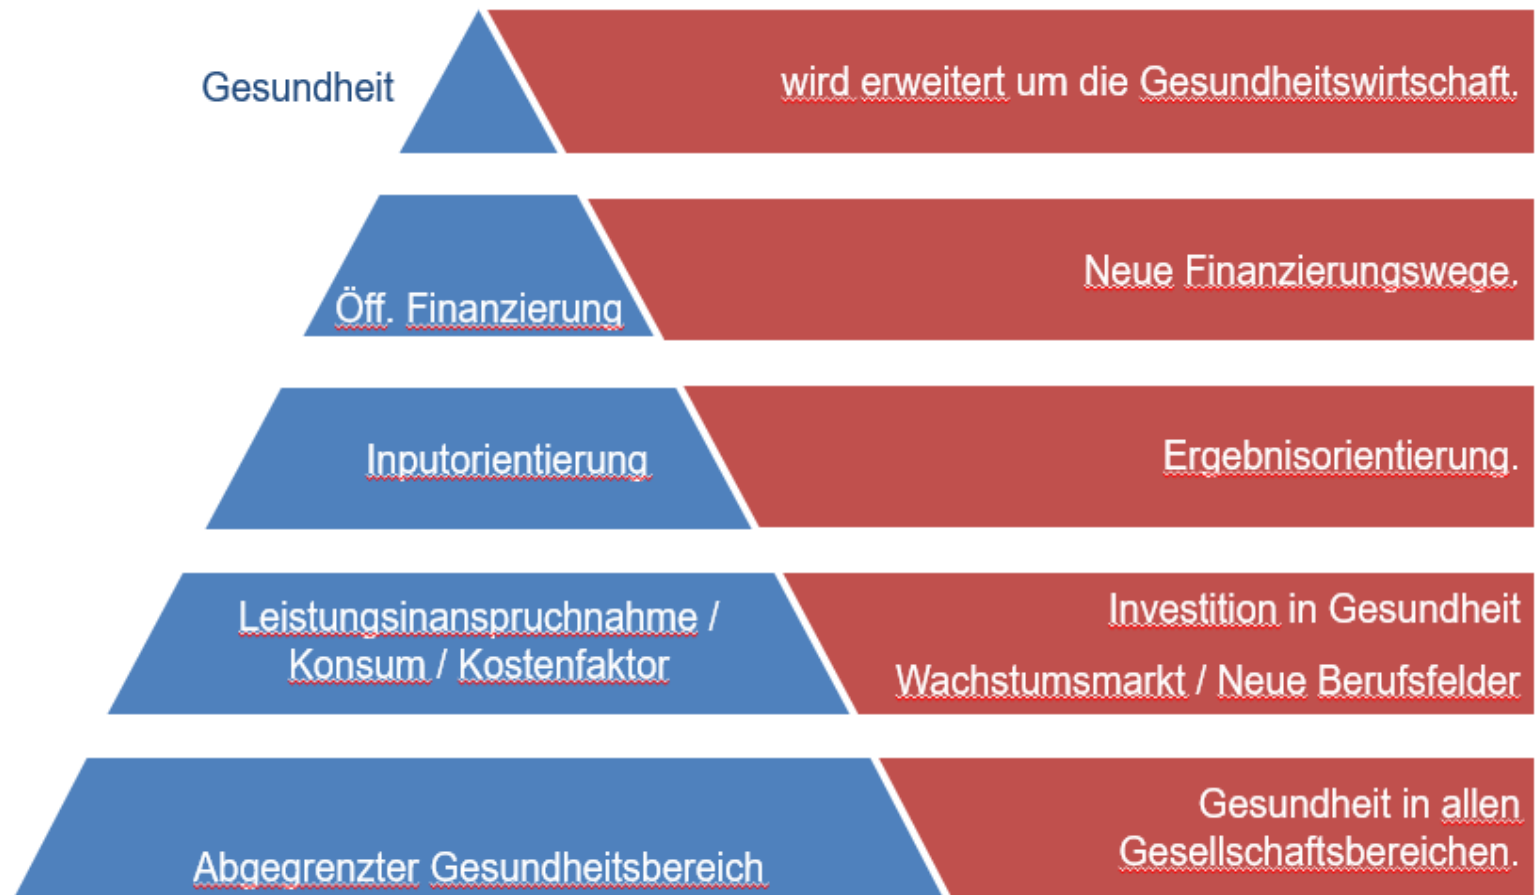 Gesundheit
wird erweitert um die Gesundheitswirtschaft.
Öff. Finanzierung
Neue Finanzierungswege.
Inputorientierung
Ergebnisorientierung.
Leistungsinanspruchnahme /
Konsum / Kostenfaktor
Investition in Gesundheit
Wachstumsmarkt / Neue Berufsfelder
Abgegrenzter Gesundheitsbereich
Gesundheit in allen
Gesellschaftsbereichen.